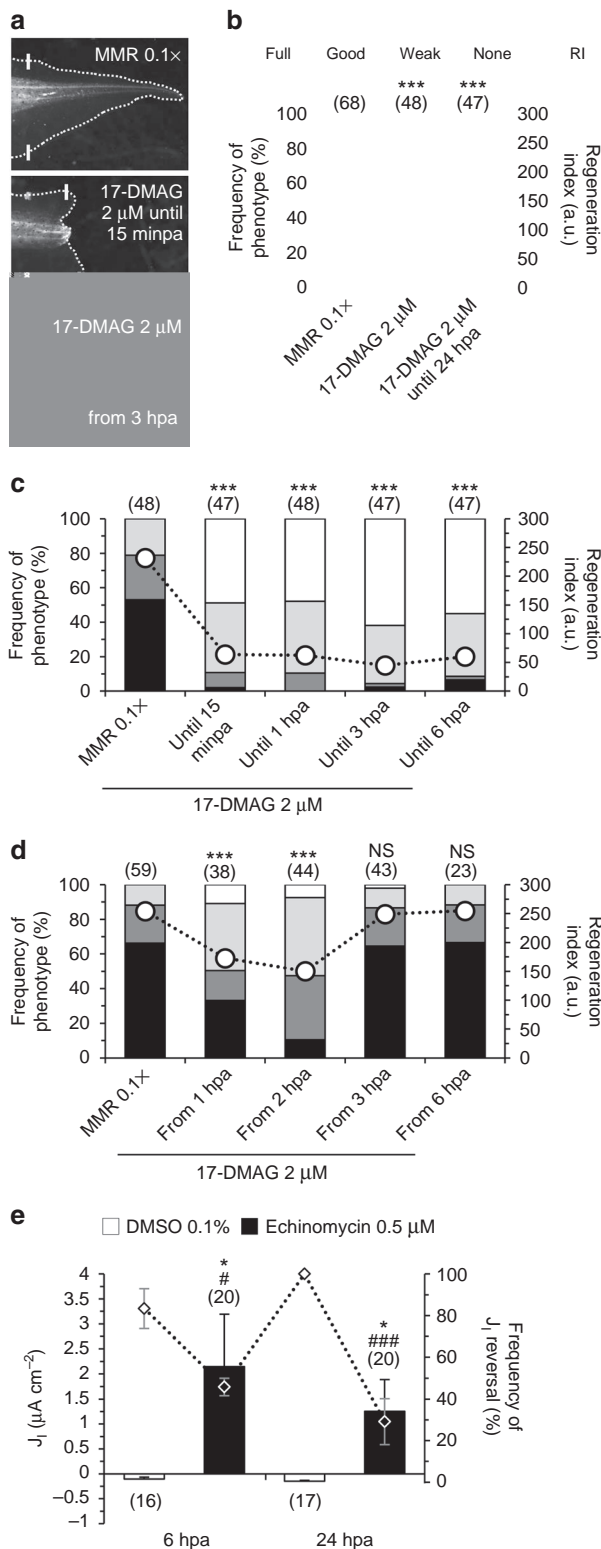 a
MMR 0.1×
17-DMAG
2 μM until
15 minpa
17-DMAG 2 μM
from 3 hpa
b
Full Good Weak None RI
*** ***
(68) (48) (47)
Frequency of
phenotype (%)
100
80
60
40
20
0
300
250
200
150
100
50
0
Regeneration
index (a.u.)
MMR 0.1×
17-DMAG 2 μM
17-DMAG 2 μM
until 24 hpa
c
*** *** *** ***
(48) (47) (48) (47) (47)
Frequency of
phenotype (%)
100
80
60
40
20
0
300
250
200
150
100
50
0
Regeneration
index (a.u.)
MMR 0.1×
Until 15
minpa
Until 1 hpa
Until 3 hpa
Until 6 hpa
17-DMAG 2 μM
d
*** *** NS NS
(59) (38) (44) (43) (23)
Frequency of
phenotype (%)
100
80
60
40
20
0
300
250
200
150
100
50
0
Regeneration
index (a.u.)
MMR 0.1×
From 1 hpa
From 2 hpa
From 3 hpa
From 6 hpa
17-DMAG 2 μM
e
DMSO 0.1% Echinomycin 0.5 μM
J_I (μA cm⁻²)
4
3.5
3
2.5
2
1.5
1
0.5
0
−0.5
−1
*
#
(20)
*
###
(20)
(16)
(17)
100
80
60
40
20
0
Frequency of
J_I reversal (%)
6 hpa 24 hpa